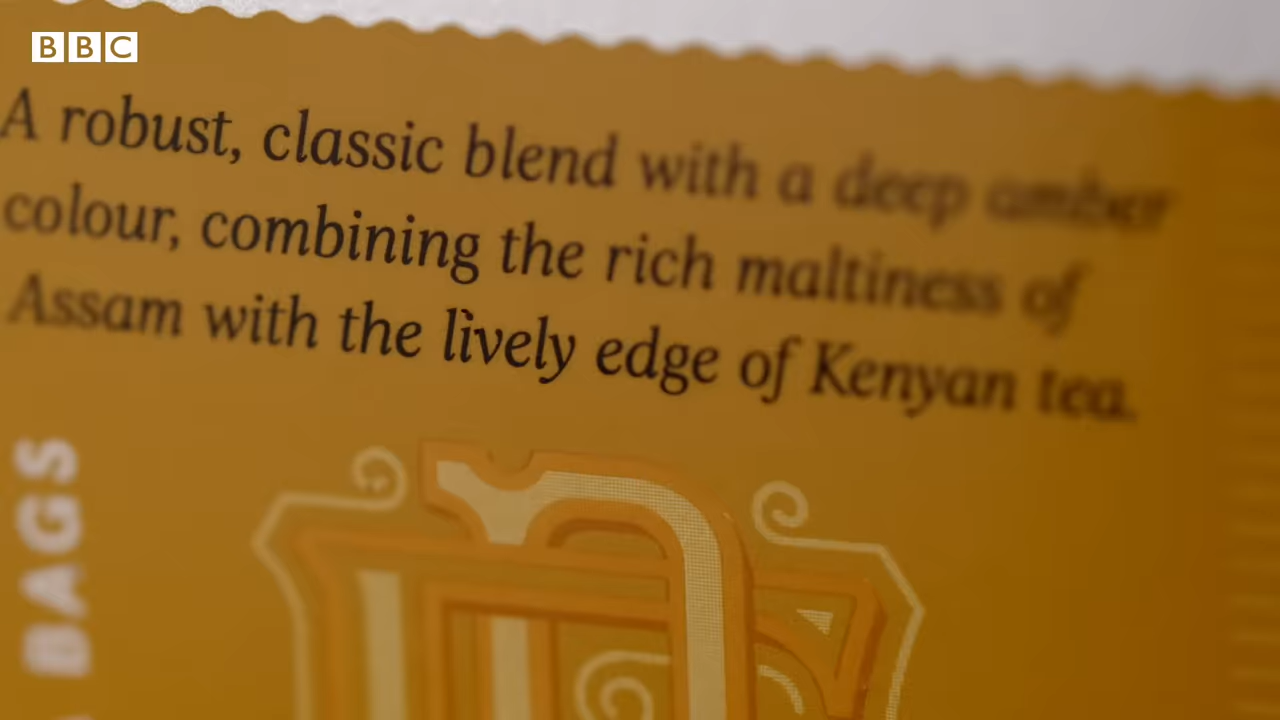 BBC
A robust, classic blend with a deep amber
colour, combining the rich maltiness of
Assam with the lively edge of Kenyan tea.
BAGS